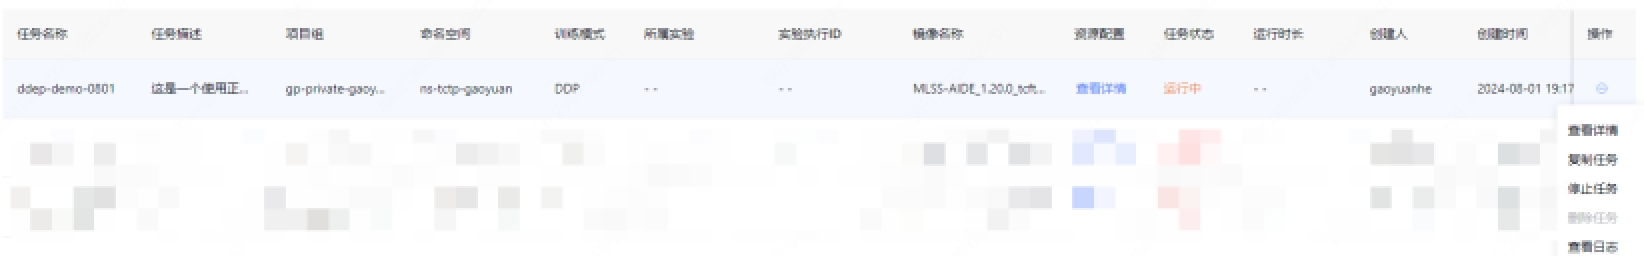 任务名称 任务描述 项目组 命名空间 训练模式 所属实验 实验执行ID 镜像名称 资源配置 任务状态 运行时长 创建人 创建时间 操作
ddep-demo-0801 这是一个使用正... gp-private-gaoy... ns-tctp-gaoyuan DDP -- -- MLSS-AIDE_1.20.0_tcft... 查看详情 运行中 -- gaoyuanhe 2024-08-01 19:17
查看详情
复制任务
停止任务
删除任务
查看日志